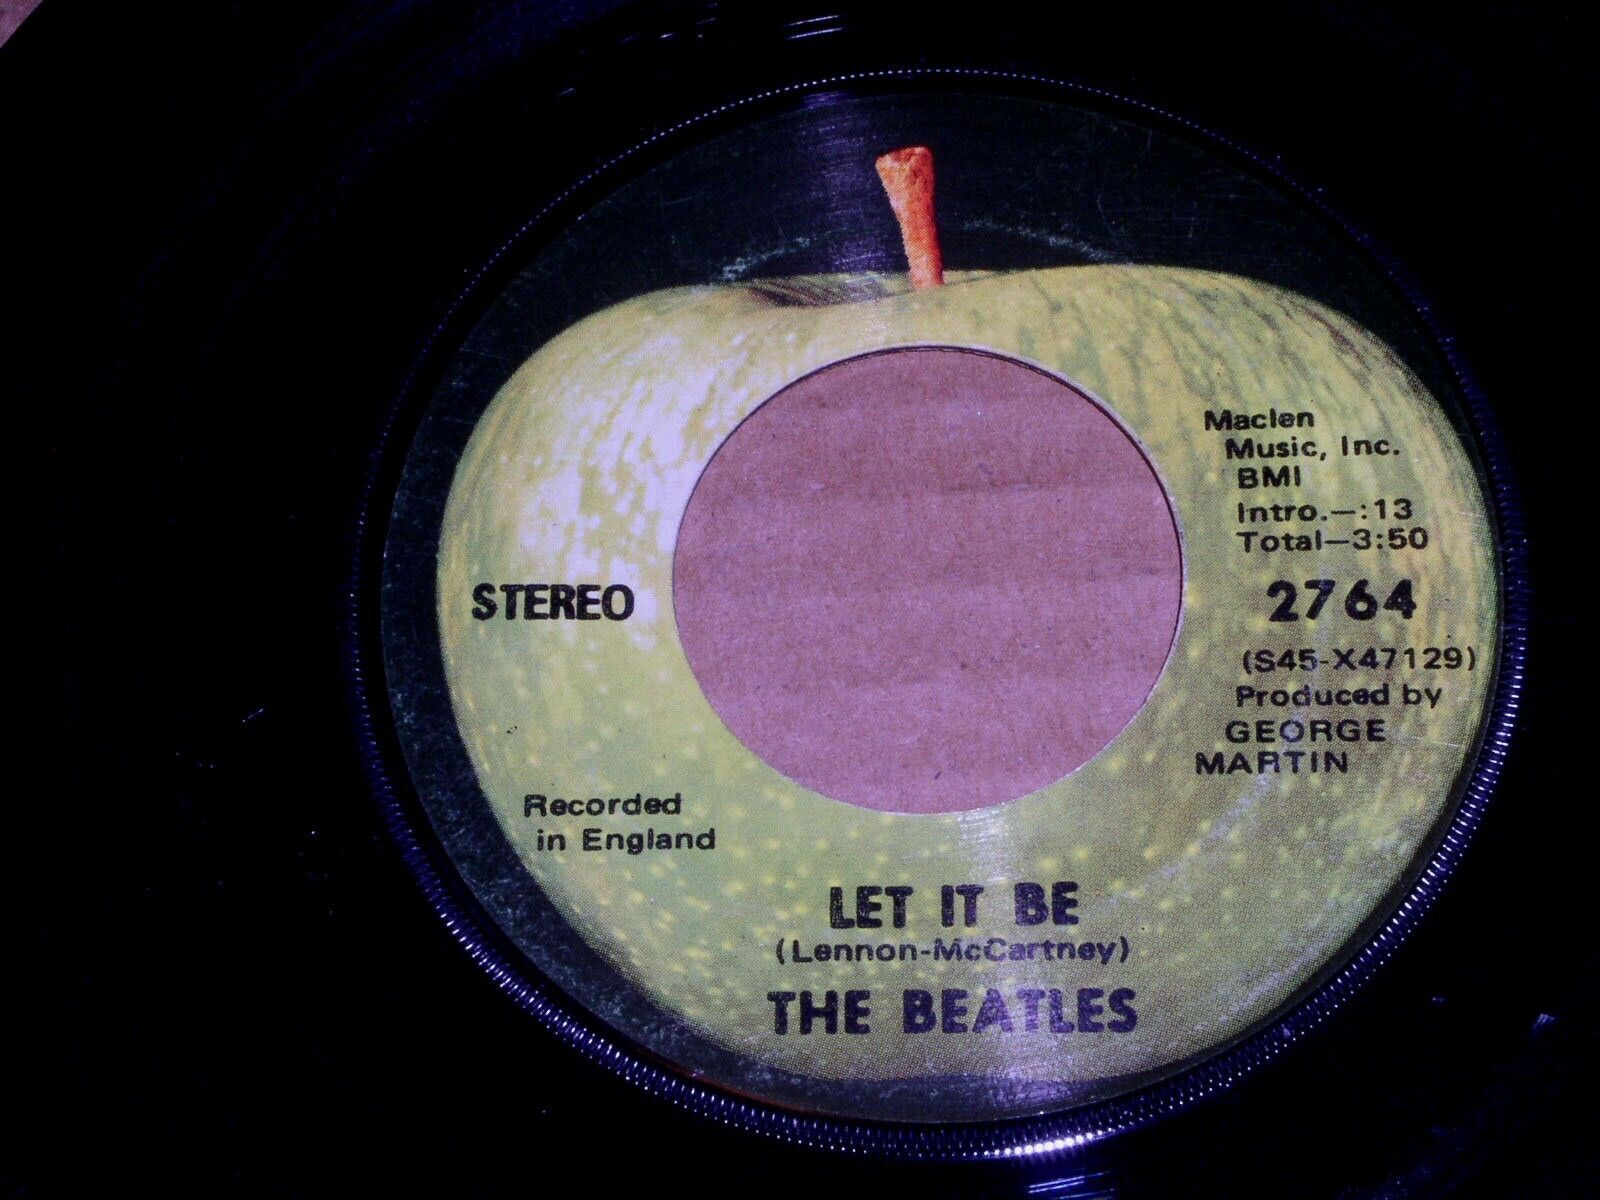 Maclen
Music, Inc.
BMI
Intro.—:13
Total—3:50
STEREO
2764
(S45-X47129)
Produced by
GEORGE
MARTIN
Recorded
in England
LET IT BE
(Lennon-McCartney)
THE BEATLES